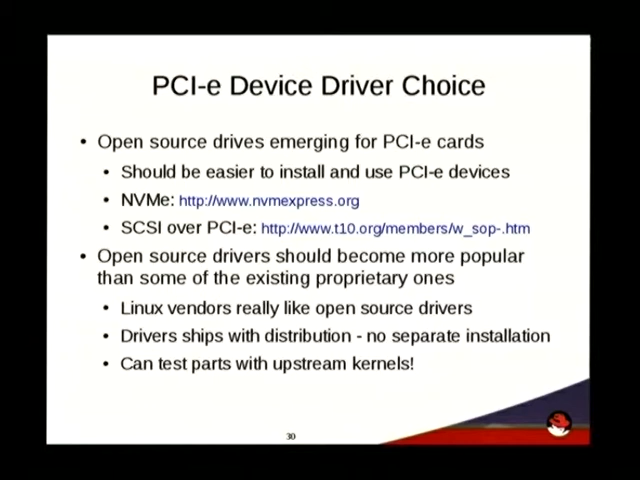 PCI-e Device Driver Choice
• Open source drives emerging for PCI-e cards
• Should be easier to install and use PCI-e devices
• NVMe: http://www.nvmexpress.org
• SCSI over PCI-e: http://www.t10.org/members/w_sop-.htm
• Open source drivers should become more popular
than some of the existing proprietary ones
• Linux vendors really like open source drivers
• Drivers ships with distribution - no separate installation
• Can test parts with upstream kernels!
30